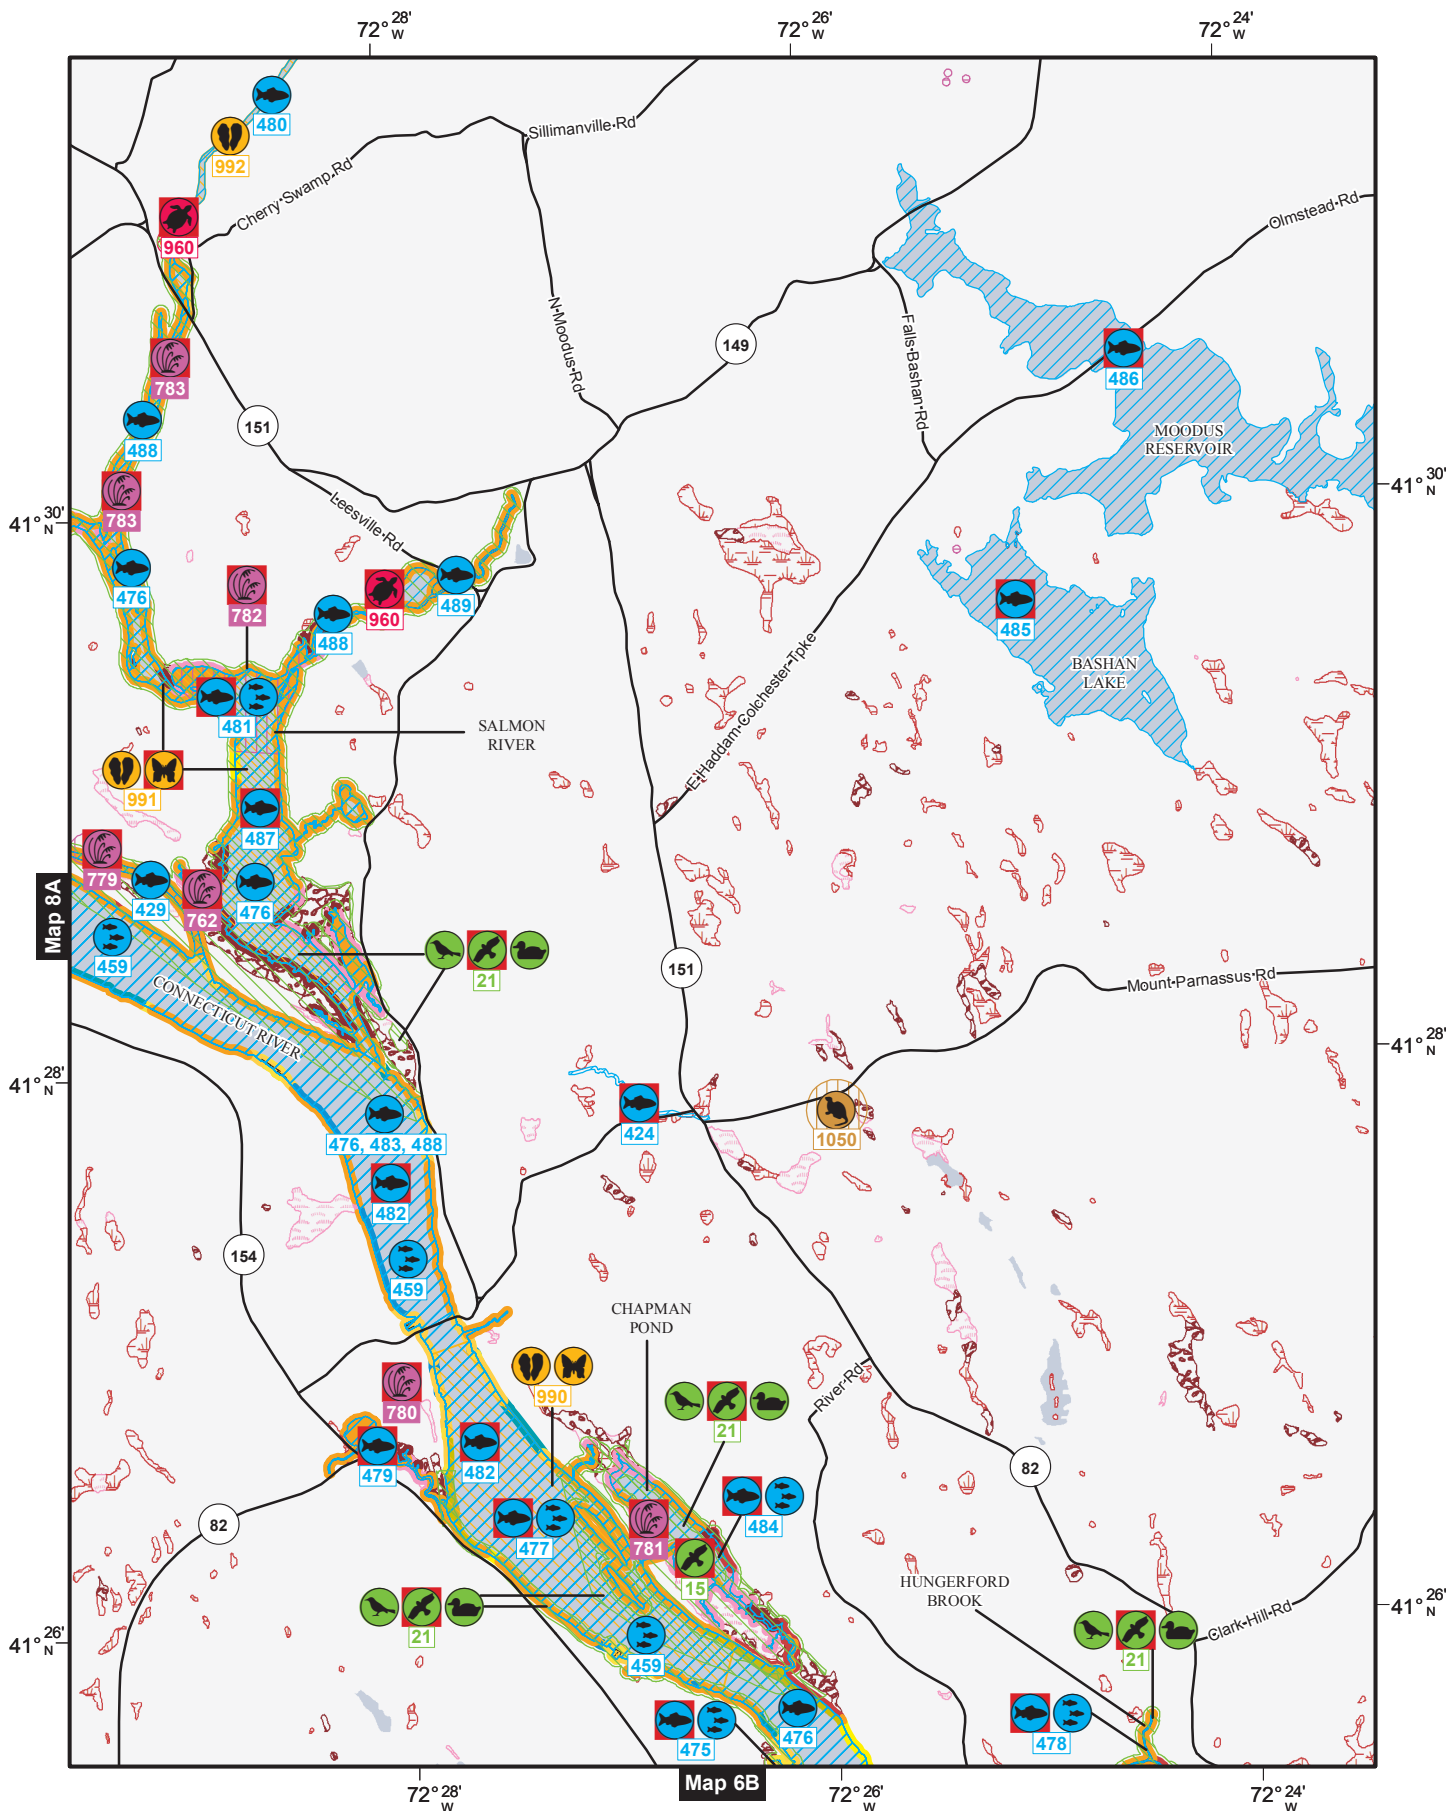 72° 28' W
72° 26' W
72° 24' W
480
992
Sillimanville Rd
Cherry Swamp Rd
960
Olmstead Rd
N Moodus Rd
Falls Bashan Rd
149
783
486
151
488
MOODUS
RESERVOIR
41° 30' N
41° 30' N
783
Leesville Rd
476
782
960
489
488
485
E Haddam Colchester Tpke
BASHAN
LAKE
481
SALMON
RIVER
991
487
779
429
762
476
Map 8A
459
21
151
CONNECTICUT RIVER
Mount Parnassus Rd
41° 28' N
41° 28' N
424
1050
476, 483, 488
482
154
459
CHAPMAN
POND
990
780
River Rd
21
479
482
82
484
82
477
781
15
HUNGERFORD
BROOK
21
Clark Hill Rd
41° 26' N
41° 26' N
459
21
475
476
478
Map 6B
72° 28' W
72° 26' W
72° 24' W